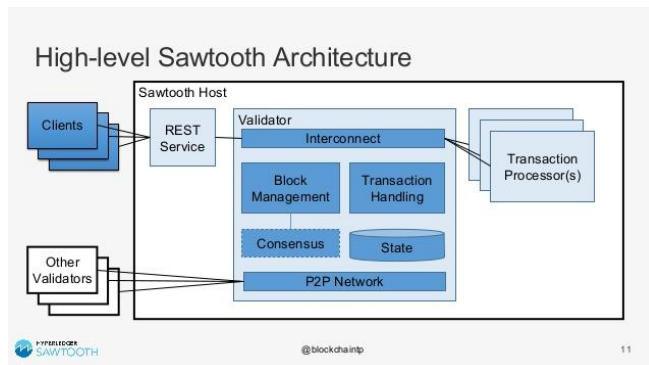 High-level Sawtooth Architecture
Sawtooth Host
Clients
REST
Service
Validator
Interconnect
Block
Management
Transaction
Handling
Transaction
Processor(s)
Consensus
State
Other
Validators
P2P Network
HYPERLEDGER
SAWTOOTH
@blockchaintp
11